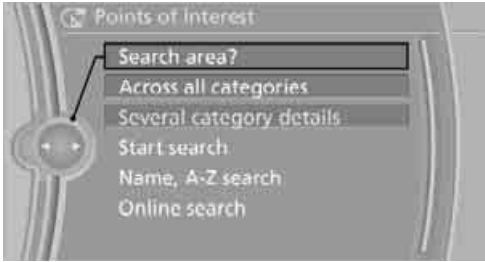 Points of Interest
Search area?
Across all categories
Several category details
Start search
Name, A-Z search
Online search